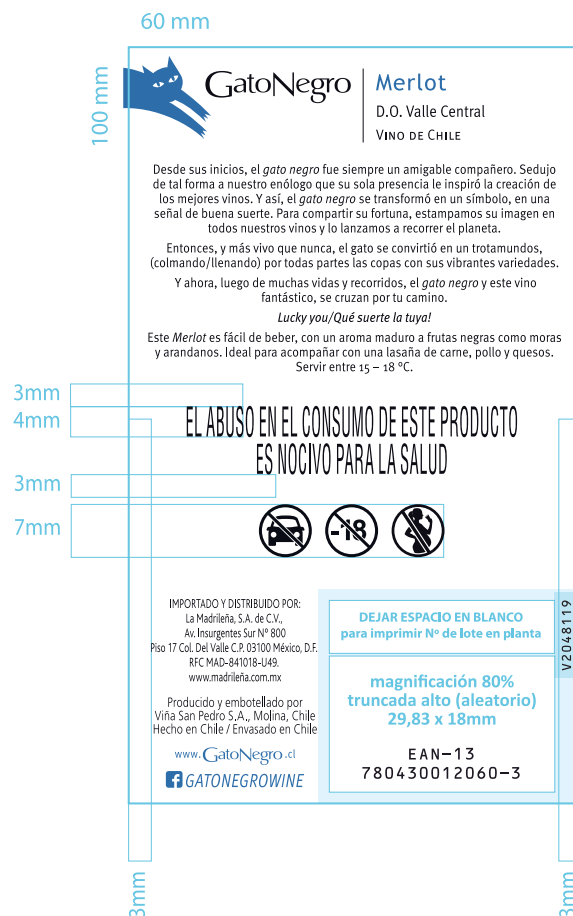 60 mm
100 mm
GatoNegro
Merlot
D.O. Valle Central
VINO DE CHILE
Desde sus inicios, el gato negro fue siempre un amigable compañero. Sedujo
de tal forma a nuestro enólogo que su sola presencia le inspiró la creación de
los mejores vinos. Y así, el gato negro se transformó en un símbolo, en una
señal de buena suerte. Para compartir su fortuna, estampamos su imagen en
todos nuestros vinos y lo lanzamos a recorrer el planeta.
Entonces, y más vivo que nunca, el gato se convirtió en un trotamundos,
(colmando/llenando) por todas partes las copas con sus vibrantes variedades.
Y ahora, luego de muchas vidas y recorridos, el gato negro y este vino
fantástico, se cruzan por tu camino.
Lucky you/Qué suerte la tuya!
Este Merlot es fácil de beber, con un aroma maduro a frutas negras como moras
y arandanos. Ideal para acompañar con una lasaña de carne, pollo y quesos.
Servir entre 15 – 18 °C.
3mm
4mm
EL ABUSO EN EL CONSUMO DE ESTE PRODUCTO
ES NOCIVO PARA LA SALUD
3mm
7mm
-18
IMPORTADO Y DISTRIBUIDO POR:
La Madrileña, S.A. de C.V.,
Av. Insurgentes Sur N° 800
Piso 17 Col. Del Valle C.P. 03100 México, D.F.
RFC MAD-841018-U49.
www.madrileña.com.mx
Producido y embotellado por
Viña San Pedro S.A., Molina, Chile
Hecho en Chile / Envasado en Chile
www.GatoNegro.cl
GATONEGROWINE
DEJAR ESPACIO EN BLANCO
para imprimir Nº de lote en planta
V2048119
magnificación 80%
truncada alto (aleatorio)
29,83 x 18mm
EAN-13
780430012060-3
3mm
3mm